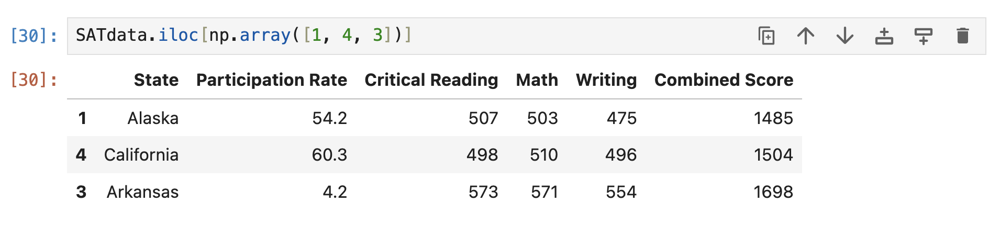 [30]: SATdata.iloc[np.array([1, 4, 3])]
[30]: State Participation Rate Critical Reading Math Writing Combined Score
1 Alaska 54.2 507 503 475 1485
4 California 60.3 498 510 496 1504
3 Arkansas 4.2 573 571 554 1698